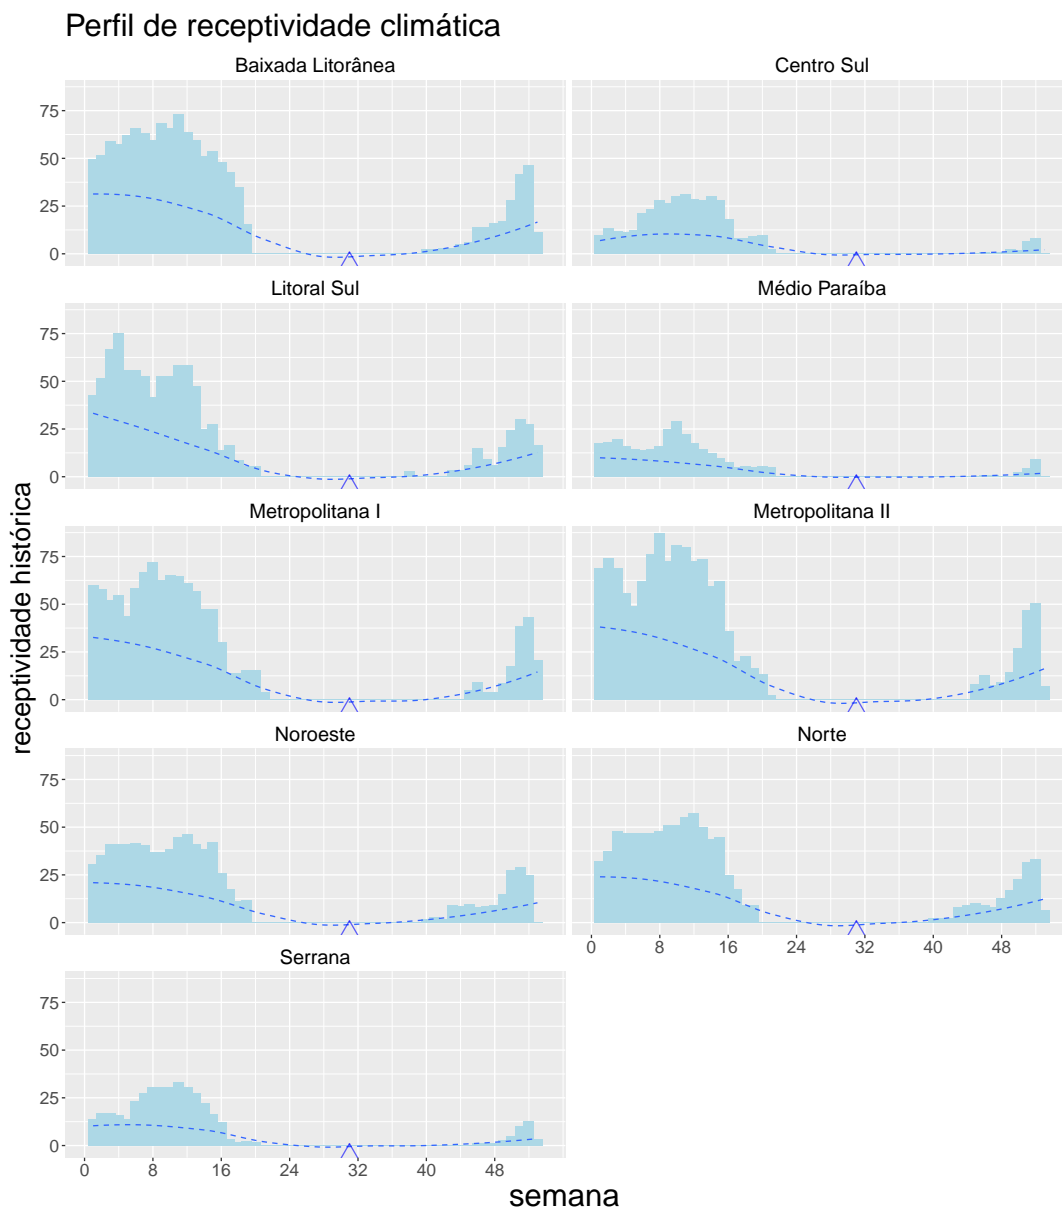 Perfil de receptividade climática
Baixada Litorânea
Centro Sul
75
50
25
0
Litoral Sul
Médio Paraíba
75
50
25
0
Metropolitana I
Metropolitana II
75
50
25
0
receptividade histórica
Noroeste
Norte
75
50
25
0
0 8 16 24 32 40 48
Serrana
75
50
25
0
0 8 16 24 32 40 48
semana